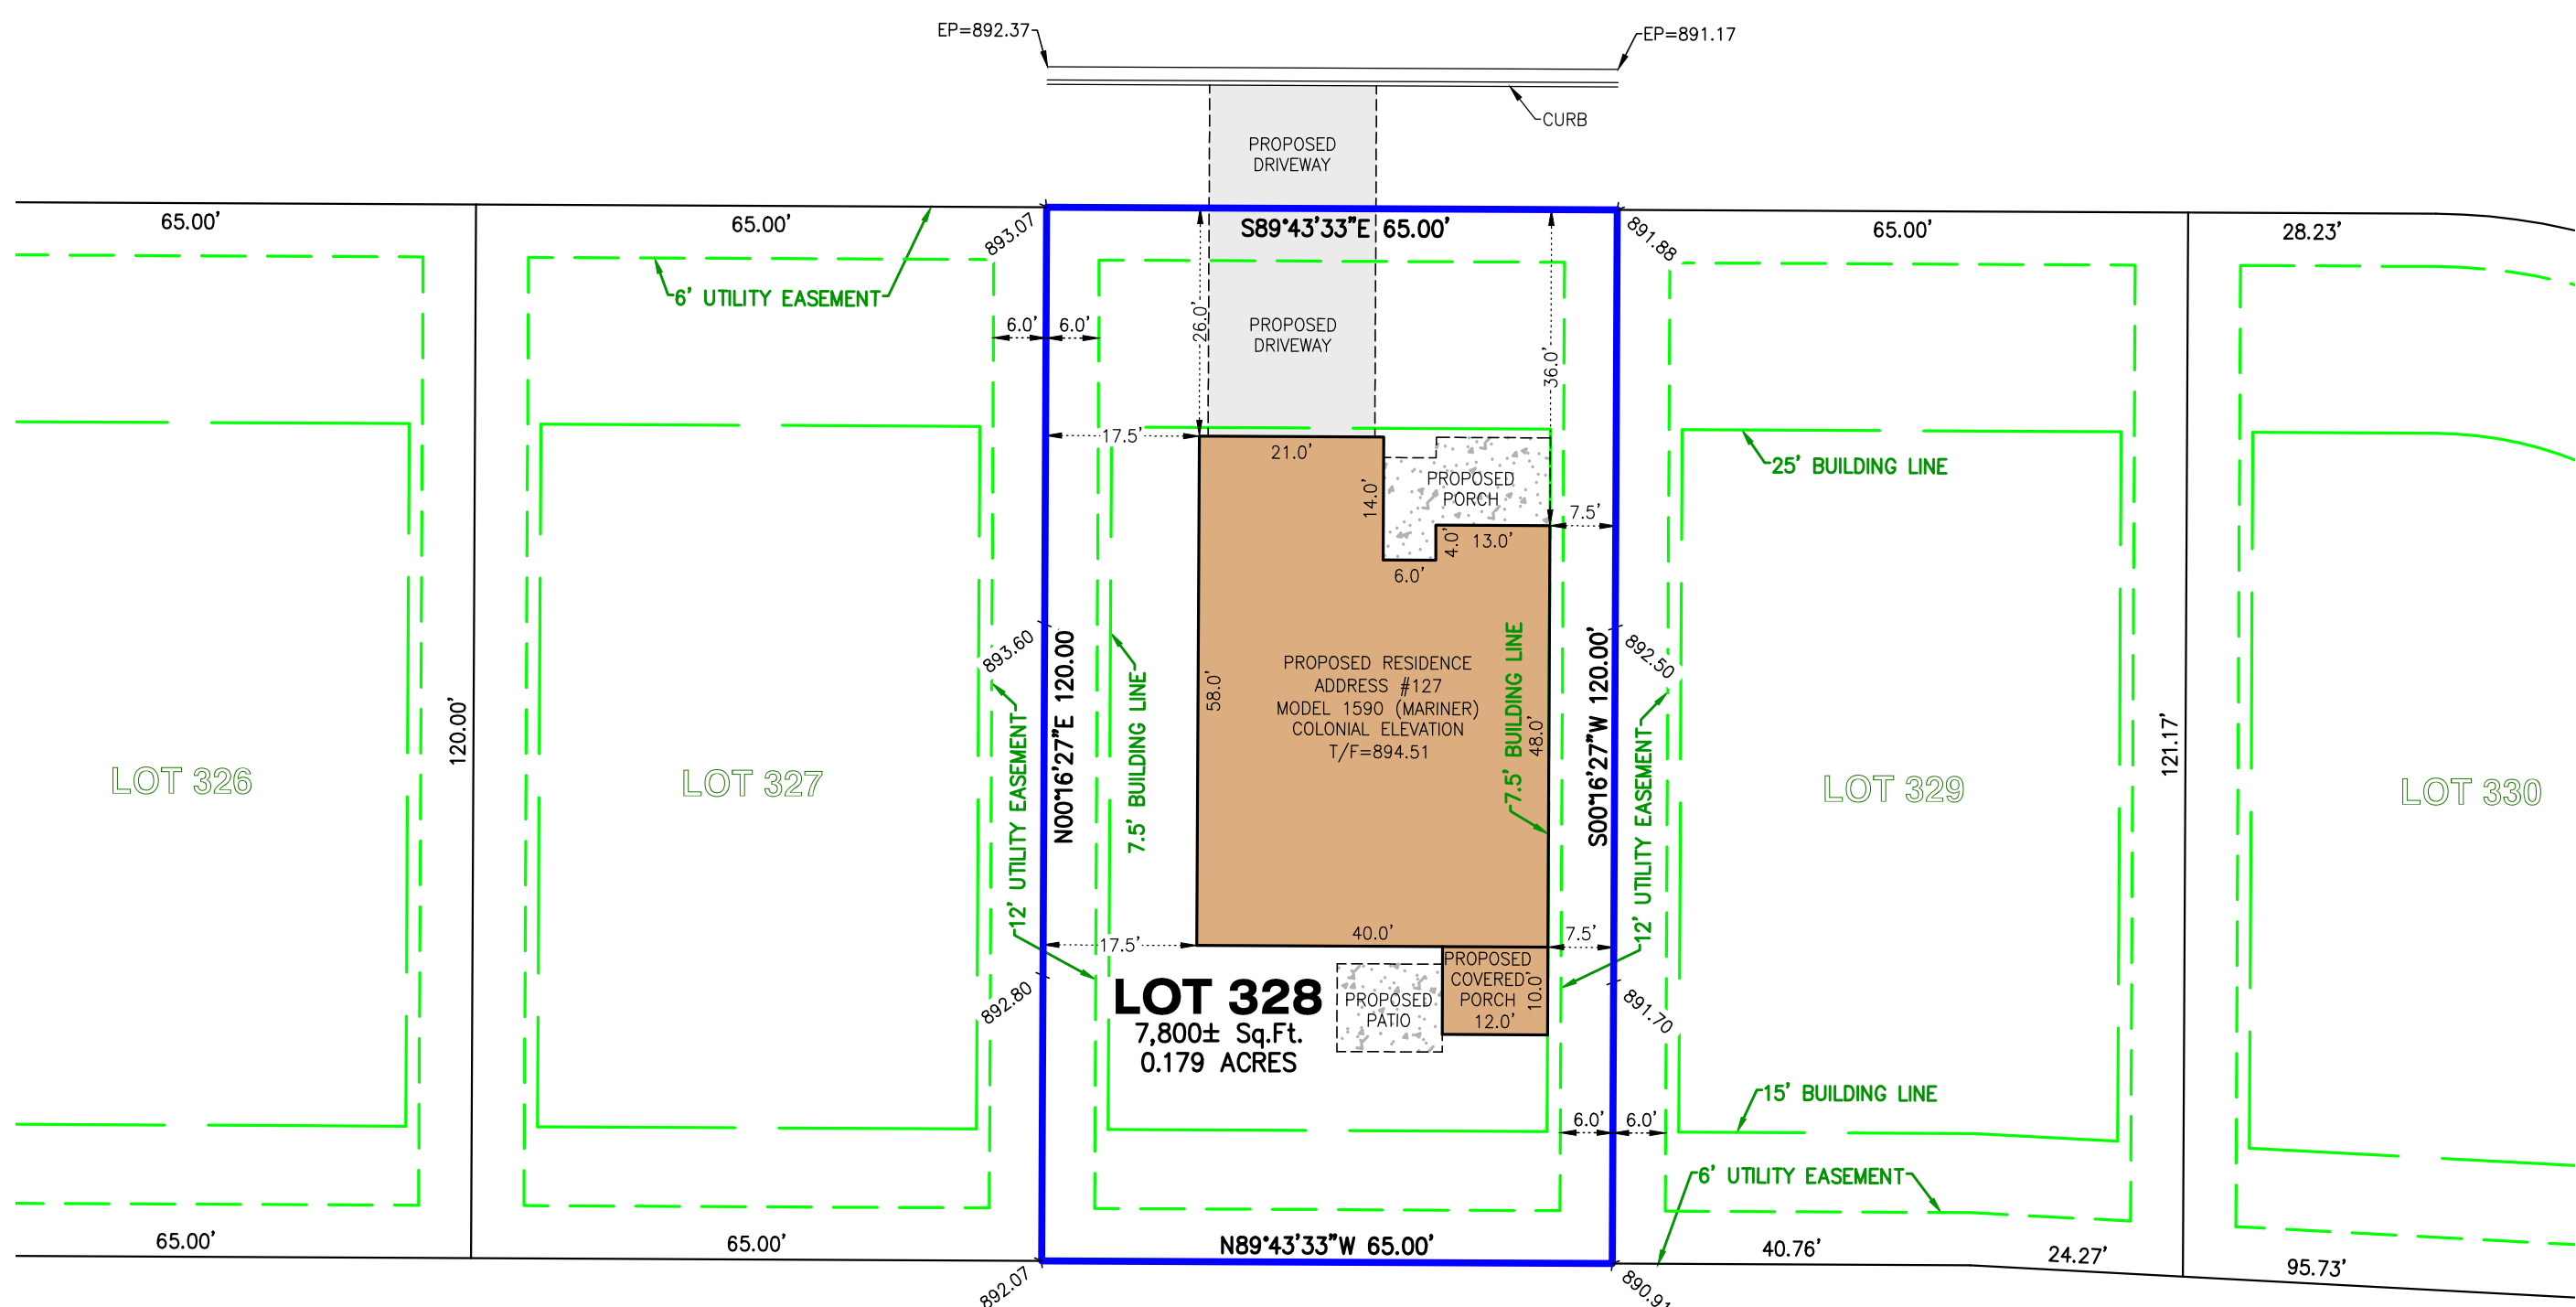 EP=892.37
EP=891.17
CURB
PROPOSED
DRIVEWAY
65.00'
65.00'
893.07
S89°43'33"E 65.00'
891.88
65.00'
28.23'
6' UTILITY EASEMENT
6.0'
6.0'
26.0'
PROPOSED
DRIVEWAY
36.0'
17.5'
21.0'
14.0'
PROPOSED
PORCH
7.5'
4.0'
13.0'
6.0'
25' BUILDING LINE
893.60
N00°16'27"E 120.00
12' UTILITY EASEMENT
7.5' BUILDING LINE
58.0'
PROPOSED RESIDENCE
ADDRESS #127
MODEL 1590 (MARINER)
COLONIAL ELEVATION
T/F=894.51
7.5' BUILDING LINE
48.0'
S00°16'27"W 120.00'
892.50
12' UTILITY EASEMENT
120.00'
121.17'
LOT 326
LOT 327
LOT 329
LOT 330
17.5'
40.0'
7.5'
892.80
LOT 328
7,800± Sq.Ft.
0.179 ACRES
PROPOSED
PATIO
PROPOSED
COVERED
PORCH
10.0'
12.0'
891.70
6.0'
6.0'
15' BUILDING LINE
6' UTILITY EASEMENT
65.00'
65.00'
N89°43'33"W 65.00'
40.76'
24.27'
95.73'
892.07
890.91